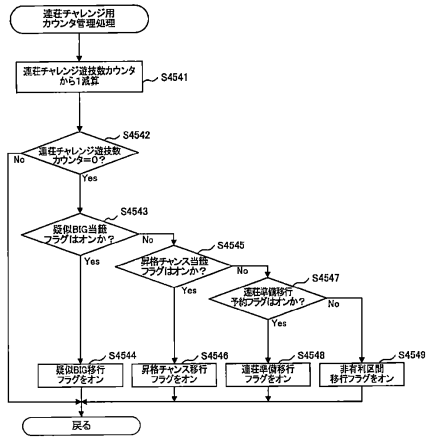 連荘チャレンジ用
カウンタ管理処理
連荘チャレンジ遊技数カウンタ
から1減算
S4541
S4542
連荘チャレンジ遊技数
カウンタ=0？
No
Yes
S4543
疑似BIG当籤
フラグはオンか？
No
Yes
S4545
昇格チャンス当籤
フラグはオンか？
No
Yes
S4547
連荘準備移行
予約フラグはオンか？
No
Yes
S4544
疑似BIG移行
フラグをオン
S4546
昇格チャンス移行
フラグをオン
S4548
連荘準備移行
フラグをオン
S4549
非有利区間
移行フラグをオン
戻る